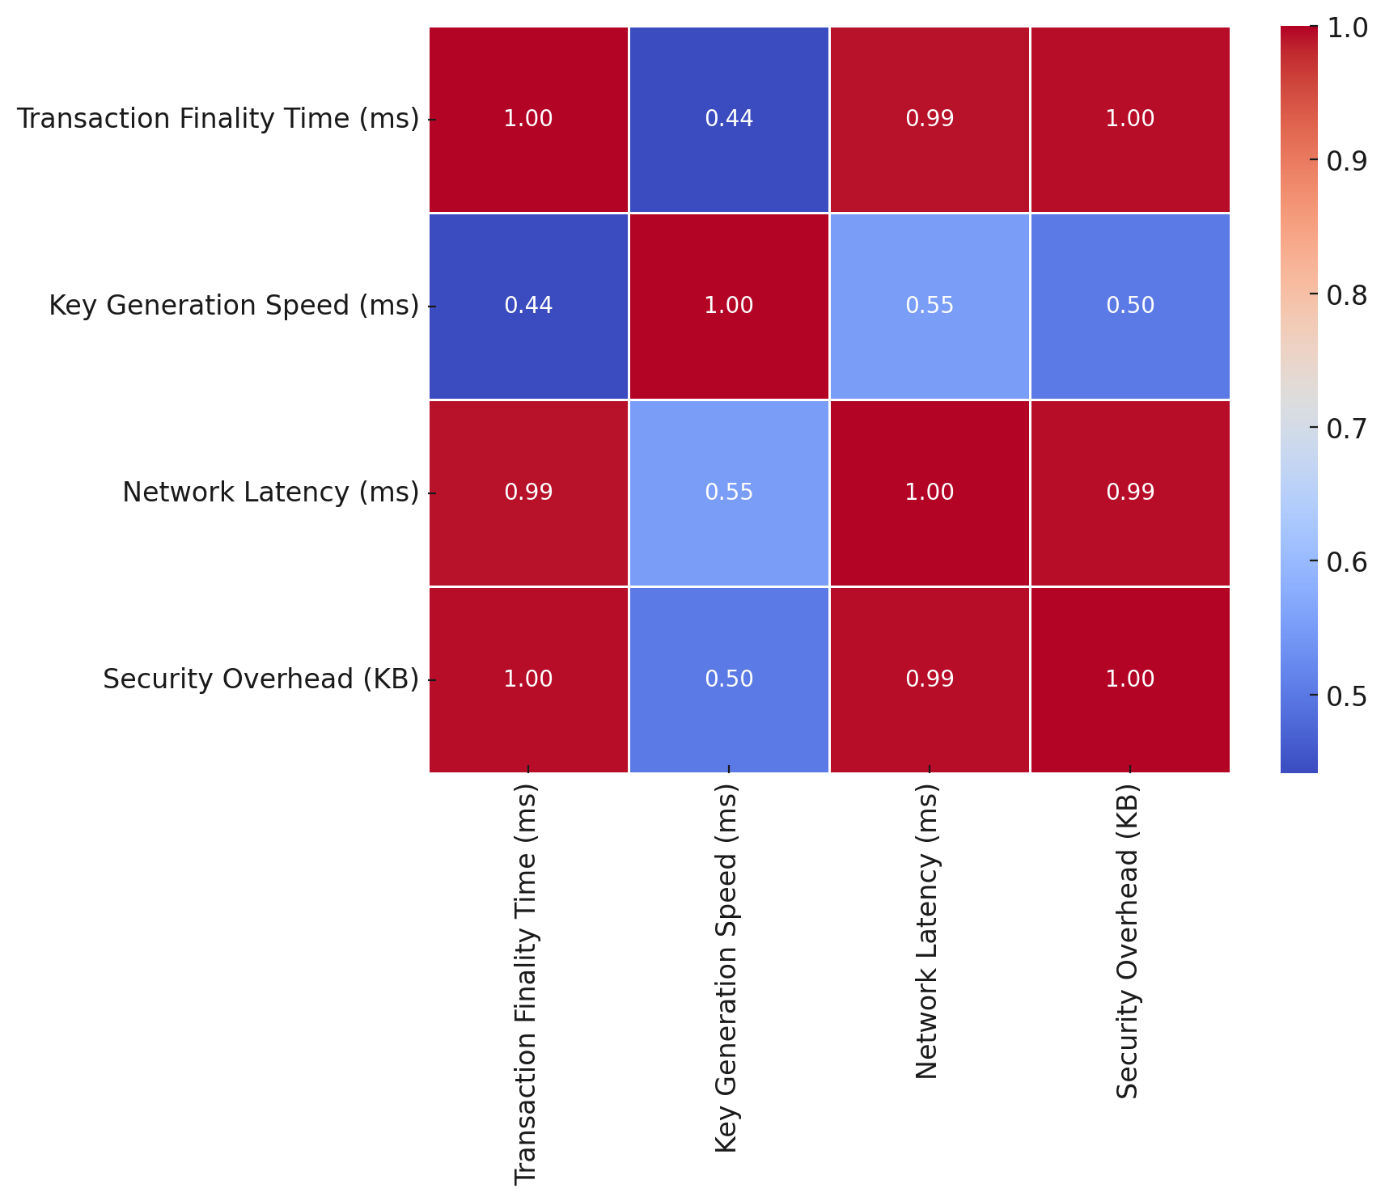 Transaction Finality Time (ms) 1.00 0.44 0.99 1.00
Key Generation Speed (ms) 0.44 1.00 0.55 0.50
Network Latency (ms) 0.99 0.55 1.00 0.99
Security Overhead (KB) 1.00 0.50 0.99 1.00
Transaction Finality Time (ms)
Key Generation Speed (ms)
Network Latency (ms)
Security Overhead (KB)
1.0
0.9
0.8
0.7
0.6
0.5